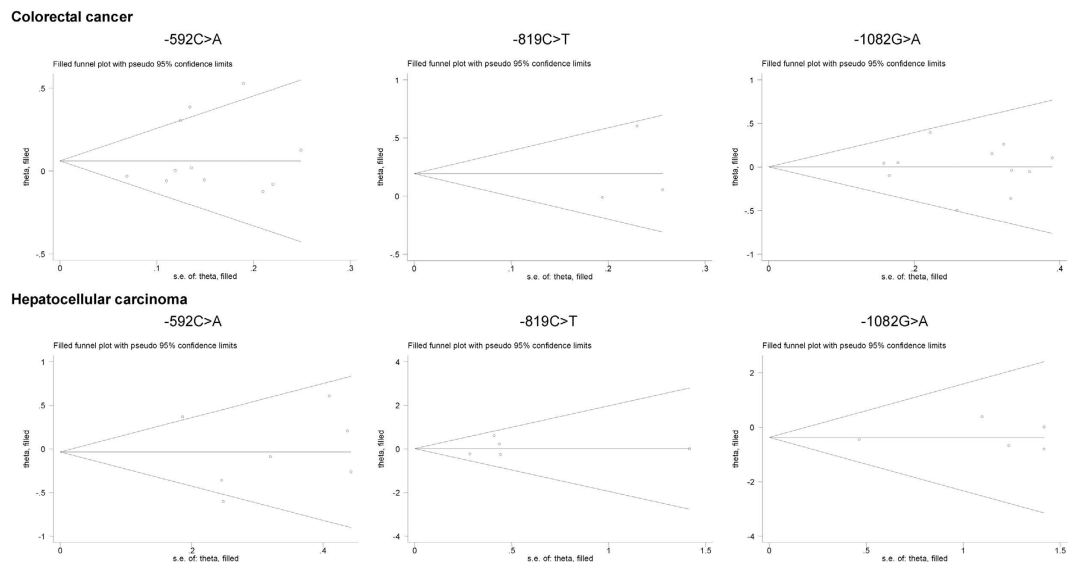 Colorectal cancer
-592C>A
-819C>T
-1082G>A
Filled funnel plot with pseudo 95% confidence limits
Filled funnel plot with pseudo 95% confidence limits
Filled funnel plot with pseudo 95% confidence limits
theta, filled
.5
0
-.5
0
.1
.2
.3
s.e. of: theta, filled
theta, filled
1
.5
0
-.5
0
.1
.2
.3
s.e. of: theta, filled
theta, filled
1
.5
0
-.5
-1
0
.2
.4
s.e. of: theta, filled
Hepatocellular carcinoma
-592C>A
-819C>T
-1082G>A
Filled funnel plot with pseudo 95% confidence limits
Filled funnel plot with pseudo 95% confidence limits
Filled funnel plot with pseudo 95% confidence limits
theta, filled
1
.5
0
-.5
-1
0
.2
.4
s.e. of: theta, filled
theta, filled
4
2
0
-2
-4
0
.5
1
1.5
s.e. of: theta, filled
theta, filled
2
0
-2
-4
0
.5
1
1.5
s.e. of: theta, filled